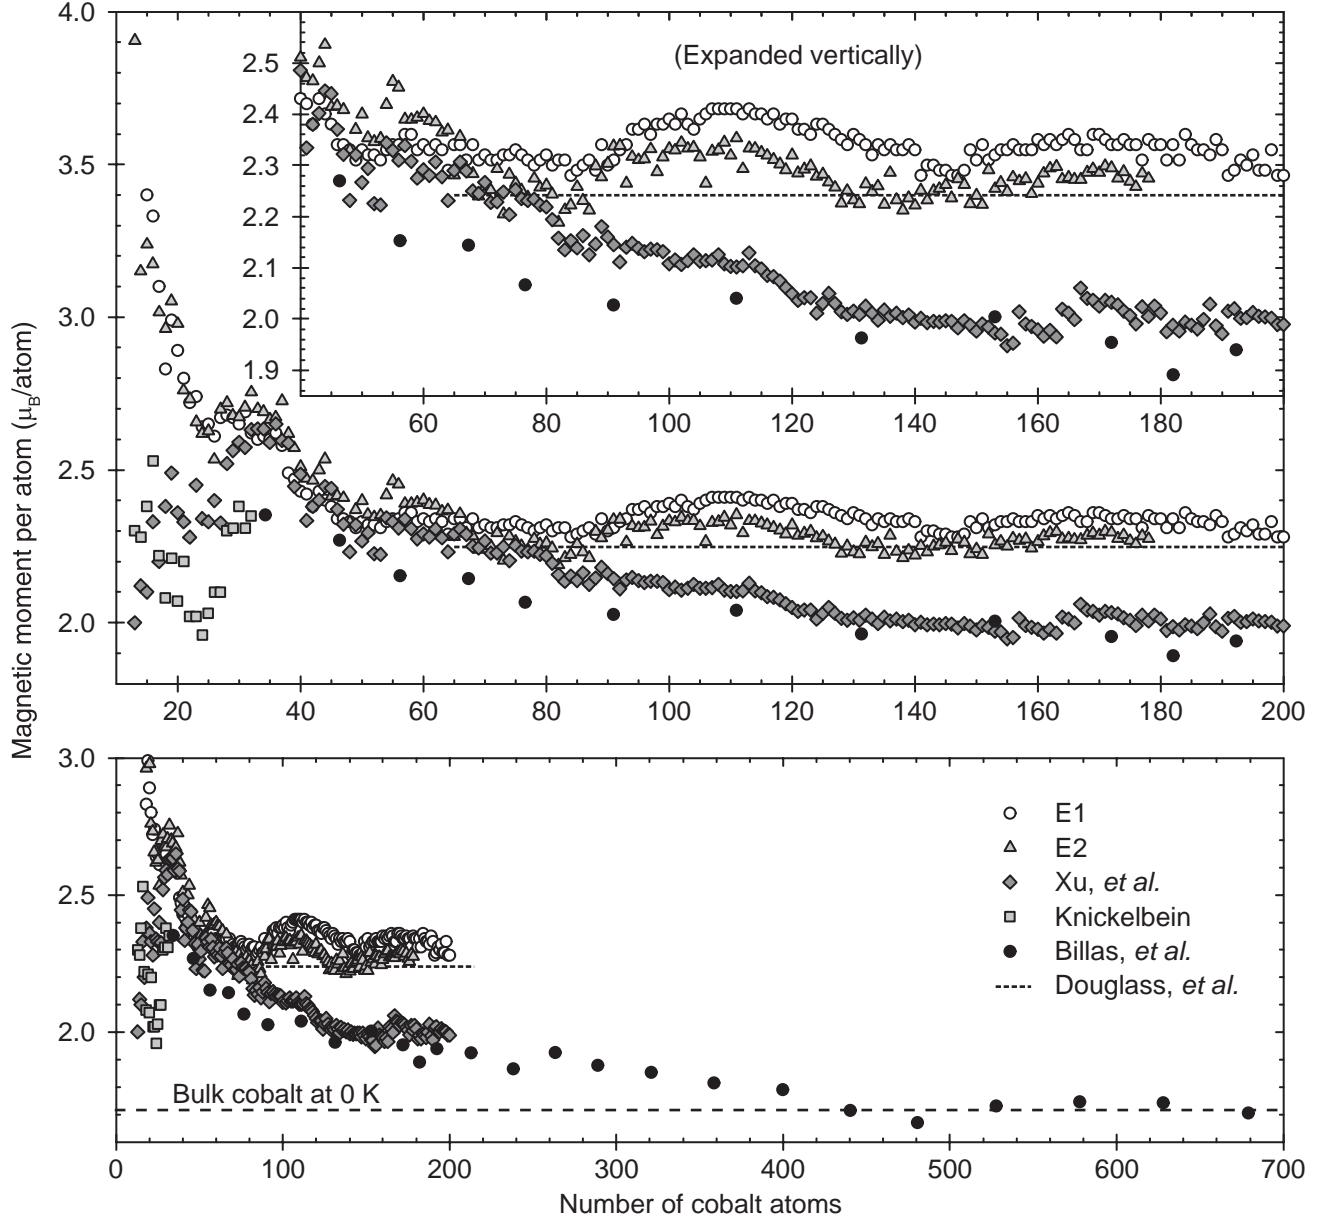 4.0
3.5
3.0
2.5
2.0
(Expanded vertically)
2.5
2.4
2.3
2.2
2.1
2.0
1.9
60 80 100 120 140 160 180 200
20 40 60 80 100 120 140 160 180 200
Magnetic moment per atom (μB/atom)
3.0
2.5
2.0
E1
E2
Xu, et al.
Knickelbein
Billas, et al.
Douglass, et al.
Bulk cobalt at 0 K
0 100 200 300 400 500 600 700
Number of cobalt atoms